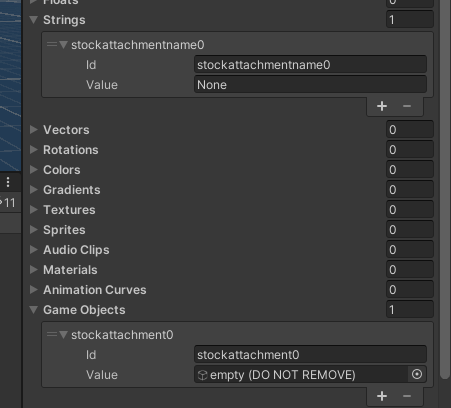 Floats 0
Strings 1
stockattachmentname0
Id stockattachmentname0
Value None
+ −
Vectors 0
Rotations 0
Colors 0
Gradients 0
Textures 0
Sprites 0
Audio Clips 0
Materials 0
Animation Curves 0
Game Objects 1
stockattachment0
Id stockattachment0
Value empty (DO NOT REMOVE)
+ −
11